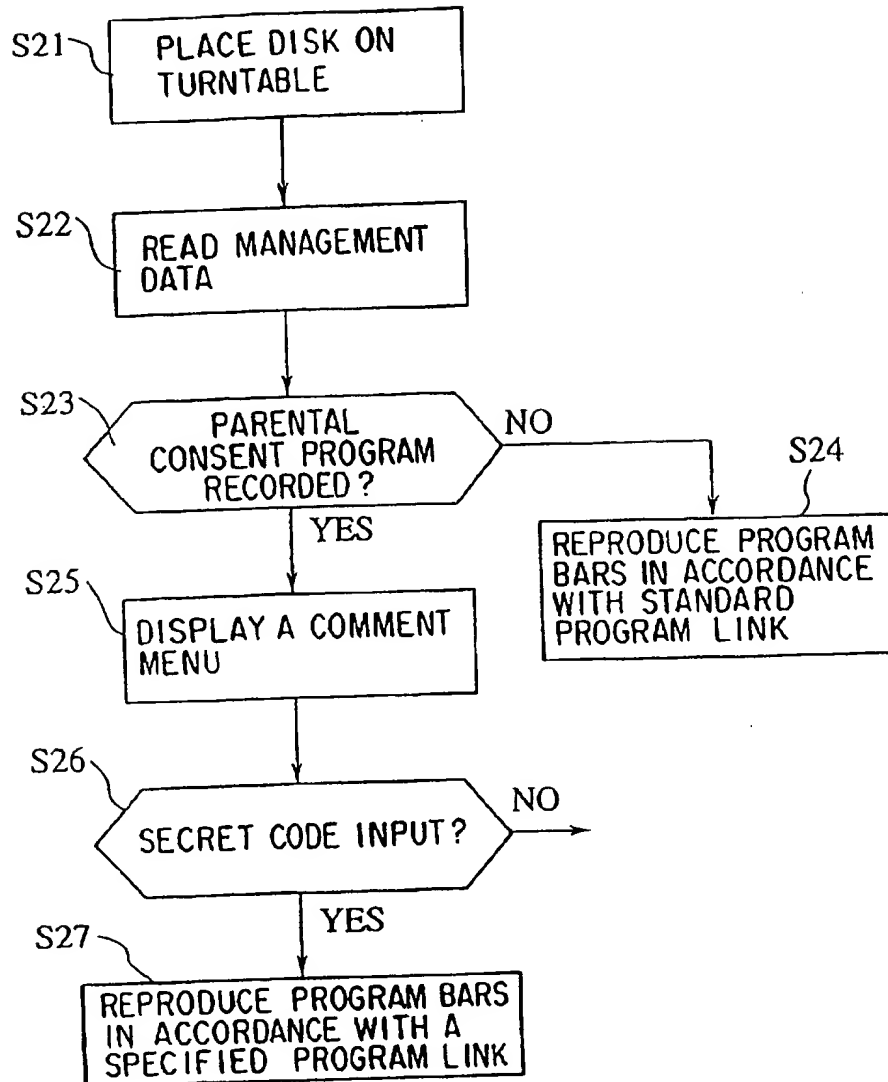 S21
PLACE DISK ON
TURNTABLE
S22
READ MANAGEMENT
DATA
S23
PARENTAL
CONSENT PROGRAM
RECORDED?
NO
YES
S24
REPRODUCE PROGRAM
BARS IN ACCORDANCE
WITH STANDARD
PROGRAM LINK
S25
DISPLAY A COMMENT
MENU
S26
SECRET CODE INPUT?
NO
YES
S27
REPRODUCE PROGRAM BARS
IN ACCORDANCE WITH A
SPECIFIED PROGRAM LINK